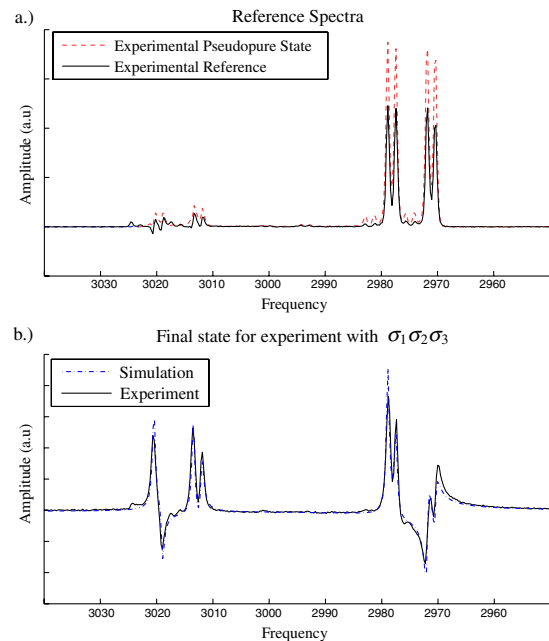 a.)
Reference Spectra
Experimental Pseudopure State
Experimental Reference
Amplitude (a.u)
3030 3020 3010 3000 2990 2980 2970 2960
Frequency
b.)
Final state for experiment with σ₁σ₂σ₃
Simulation
Experiment
Amplitude (a.u)
3030 3020 3010 3000 2990 2980 2970 2960
Frequency